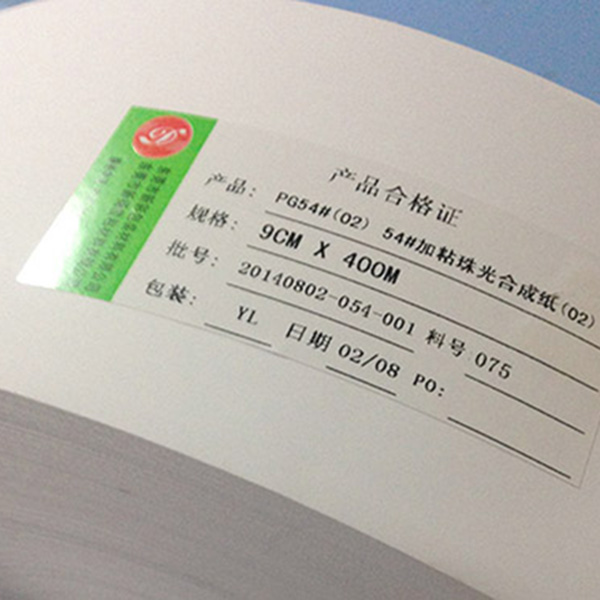 产品合格证
产品: PG54#(02) 54#加粘珠光合成纸(02)
规格: 9CM X 400M
批号: 20140802-054-001 料号 075
包装: YL 日期 02/08 PO: